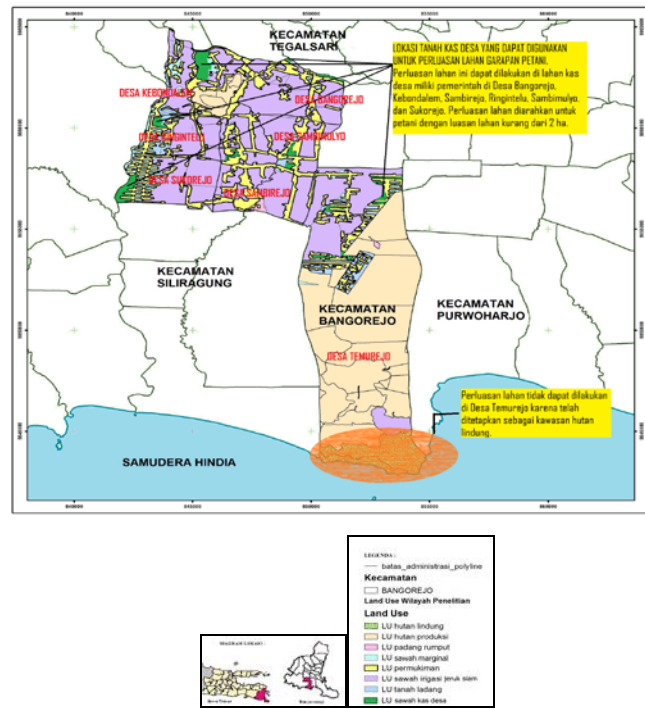 KECAMATAN
TEGALSARI
LOKASI TANAH KAS DESA YANG DAPAT DIGUNAKAN
UNTUK PERLUASAN LAHAN GARAPAN PETANI.
Perluasan lahan ini dapat dilakukan di lahan kas
desa miliki pemerintah di Desa Bangorejo,
Kebondalem, Sambirejo, Ringintelu, Sambimulyo,
dan Sukorejo. Perluasan lahan diarahkan untuk
petani dengan luasan lahan kurang dari 2 ha.
DESA KEBONDALEM
DESA BANGOREJO
DESA RINGINTELU
DESA SAMBIMULYO
DESA SUKOREJO
DESA SAMBIREJO
KECAMATAN
SILIRAGUNG
KECAMATAN
BANGOREJO
KECAMATAN
PURWOHARJO
DESA TEMUREJO
Perluasan lahan tidak dapat dilakukan
di Desa Temurejo karena telah
ditetapkan sebagai kawasan hutan
lindung.
SAMUDERA HINDIA
LEGENDA :
batas_administrasi_polyline
Kecamatan
BANGOREJO
Land Use Wilayah Penelitian
Land Use
LU hutan lindung
LU hutan produksi
LU padang rumput
LU sawah marginal
LU permukiman
LU sawah irigasi jeruk siam
LU tanah ladang
LU sawah kas desa